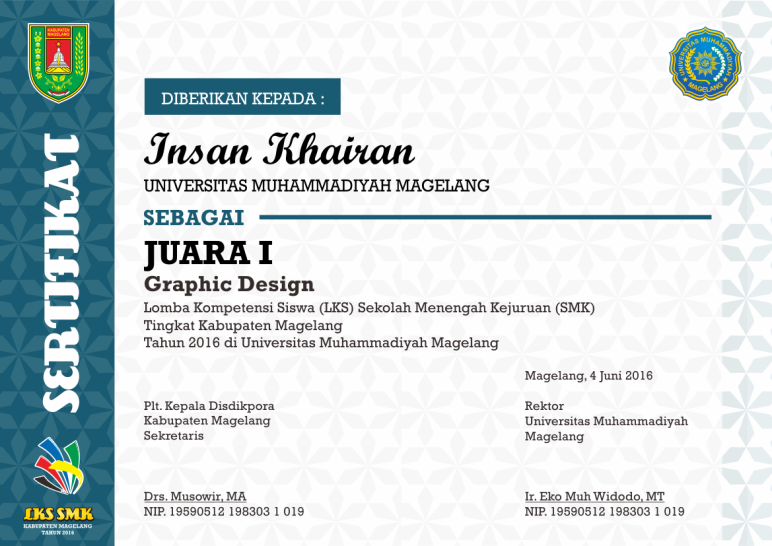 KABUPATEN
MAGELANG
SERTIFIKAT
LKS SMK
KABUPATEN MAGELANG
TAHUN 2016
UNIVERSITAS MUHAMMADIYAH
MAGELANG
DIBERIKAN KEPADA :
Insan Khairan
UNIVERSITAS MUHAMMADIYAH MAGELANG
SEBAGAI
JUARA I
Graphic Design
Lomba Kompetensi Siswa (LKS) Sekolah Menengah Kejuruan (SMK)
Tingkat Kabupaten Magelang
Tahun 2016 di Universitas Muhammadiyah Magelang
Magelang, 4 Juni 2016
Plt. Kepala Disdikpora
Kabupaten Magelang
Sekretaris
Drs. Musowir, MA
NIP. 19590512 198303 1 019
Rektor
Universitas Muhammadiyah
Magelang
Ir. Eko Muh Widodo, MT
NIP. 19590512 198303 1 019